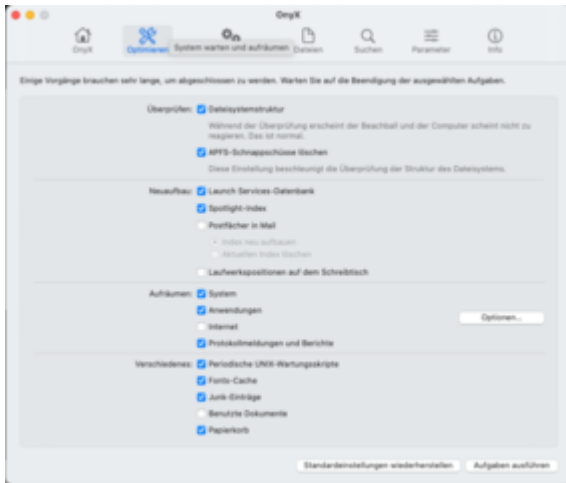 OnyX
OnyX
Optimieren
System warten und aufräumen
Dateien
Suchen
Parameter
Info
Einige Vorgänge brauchen sehr lange, um abgeschlossen zu werden. Warten Sie auf die Beendigung der ausgewählten Aufgaben.
Überprüfen: Dateisystemstruktur
Während der Überprüfung erscheint der Beachball und der Computer scheint nicht zu
reagieren. Das ist normal.
APFS-Schnappschüsse löschen
Diese Einstellung beschleunigt die Überprüfung der Struktur des Dateisystems.
Neuaufbau: Launch Services-Datenbank
Spotlight-Index
Postfächer in Mail
Index neu aufbauen
Aktuellen Index löschen
Laufwerkspositionen auf dem Schreibtisch
Aufräumen: System
Anwendungen
Optionen...
Internet
Protokollmeldungen und Berichte
Verschiedenes: Periodische UNIX-Wartungsskripte
Fonts-Cache
Junk-Einträge
Benutzte Dokumente
Papierkorb
Standardeinstellungen wiederherstellen
Aufgaben ausführen